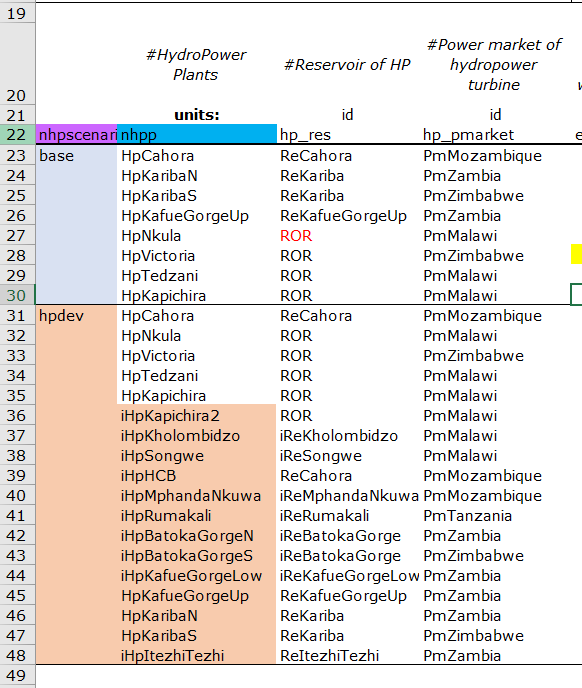 19
#HydroPower Plants #Reservoir of HP #Power market of hydropower turbine
20
21 units: id id
22 nhpscenari nhpp hp_res hp_pmarket
23 base HpCahora ReCahora PmMozambique
24 HpKaribaN ReKariba PmZambia
25 HpKaribaS ReKariba PmZimbabwe
26 HpKafueGorgeUp ReKafueGorgeUp PmZambia
27 HpNkula ROR PmMalawi
28 HpVictoria ROR PmZimbabwe
29 HpTedzani ROR PmMalawi
30 HpKapichira ROR PmMalawi
31 hpdev HpCahora ReCahora PmMozambique
32 HpNkula ROR PmMalawi
33 HpVictoria ROR PmZimbabwe
34 HpTedzani ROR PmMalawi
35 HpKapichira ROR PmMalawi
36 iHpKapichira2 ROR PmMalawi
37 iHpKholombidzo iReKholombidzo PmMalawi
38 iHpSongwe iReSongwe PmMalawi
39 iHpHCB ReCahora PmMozambique
40 iHpMphandaNkuwa iReMphandaNkuwa PmMozambique
41 iHpRumakali iReRumakali PmTanzania
42 iHpBatokaGorgeN iReBatokaGorge PmZambia
43 iHpBatokaGorgeS iReBatokaGorge PmZimbabwe
44 iHpKafueGorgeLow iReKafueGorgeLow PmZambia
45 HpKafueGorgeUp ReKafueGorgeUp PmZambia
46 HpKaribaN ReKariba PmZambia
47 HpKaribaS ReKariba PmZimbabwe
48 iHpItezhiTezhi ReItezhiTezhi PmZambia
49